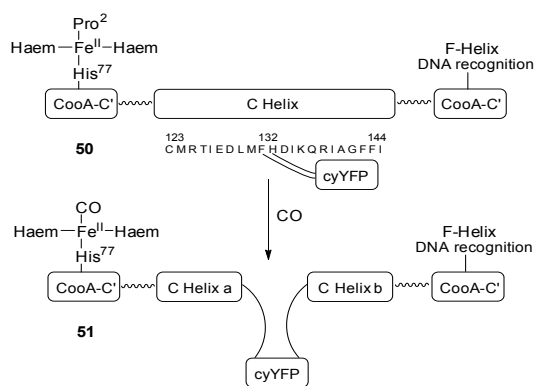 Pro²
Haem Feᴵᴵ Haem
His⁷⁷
CooA-C'
C Helix
F-Helix
DNA recognition
CooA-C'
50
123 132 144
C M R T I E D L M F H D I K Q R I A G F F I
cyYFP
CO
CO
Haem Feᴵᴵ Haem
His⁷⁷
CooA-C'
C Helix a
C Helix b
F-Helix
DNA recognition
CooA-C'
51
cyYFP